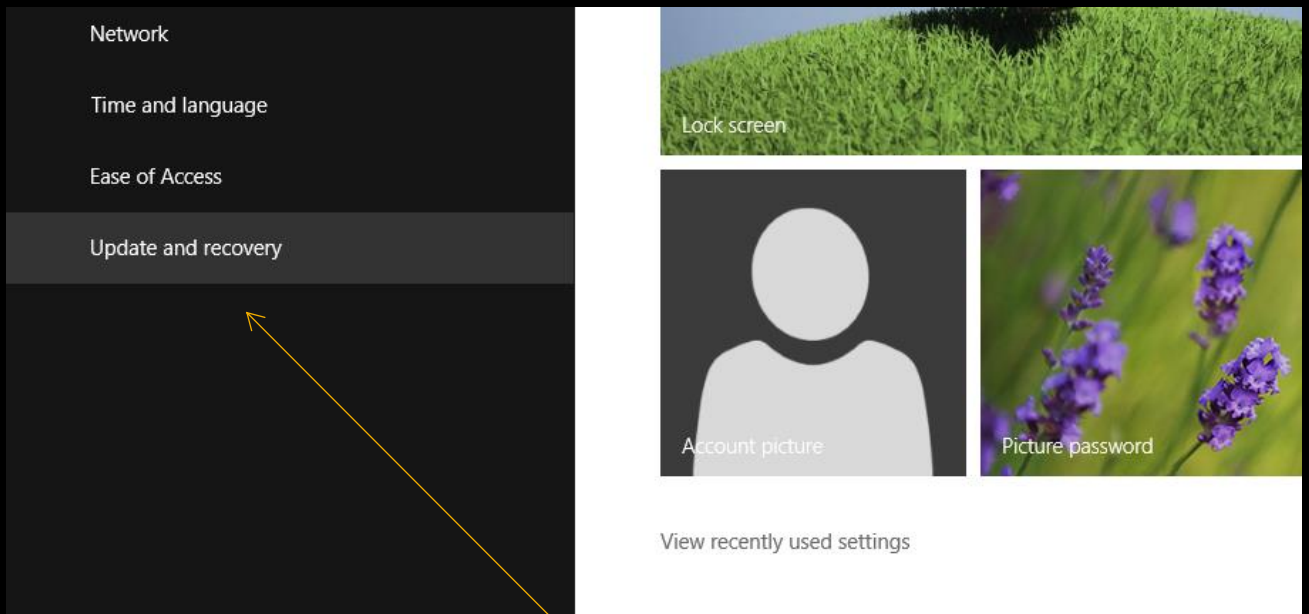 Network
Time and language
Ease of Access
Update and recovery
Lock screen
Account picture
Picture password
View recently used settings